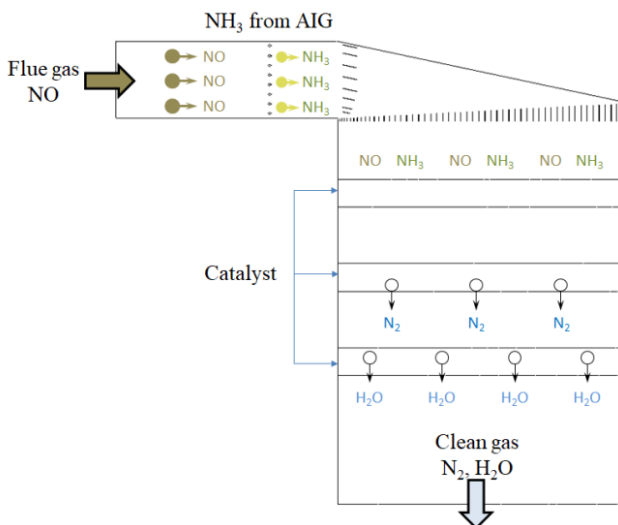 NH₃ from AIG
Flue gas
NO
NO NH₃
NO NH₃
NO NH₃
NO NH₃ NO NH₃ NO NH₃
Catalyst
N₂ N₂ N₂
H₂O H₂O H₂O H₂O
Clean gas
N₂, H₂O